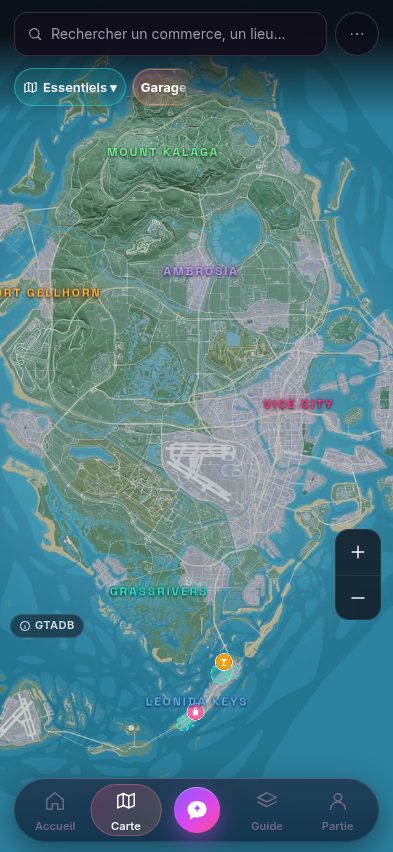 Rechercher un commerce, un lieu...
Essentiels ▾
Garage
MOUNT KALAGA
AMBROSIA
ORT GELLHORN
VICE CITY
GRASSRIVERS
GTADB
LEONIDA KEYS
Accueil
Carte
Guide
Partie